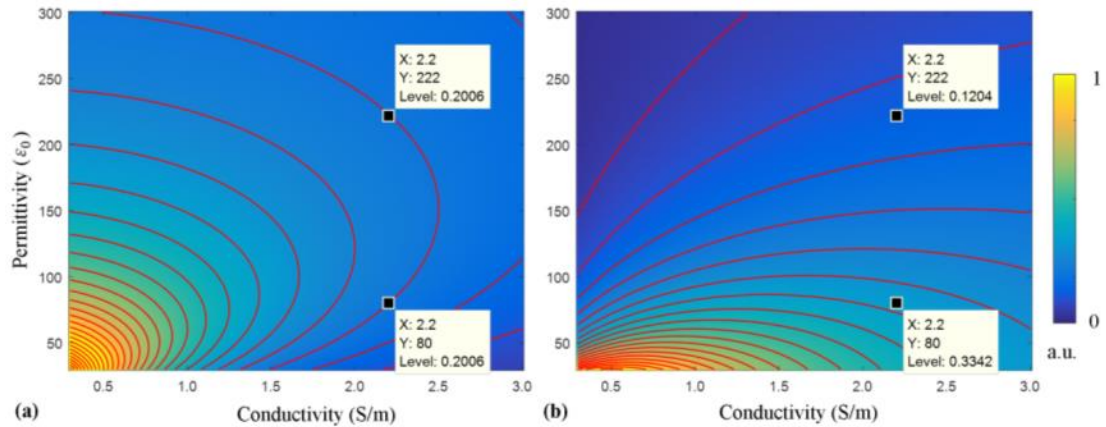 300
250
200
150
100
50
Permittivity (ε0)
0.5 1.0 1.5 2.0 2.5 3.0
(a) Conductivity (S/m)
X: 2.2
Y: 222
Level: 0.2006
X: 2.2
Y: 80
Level: 0.2006
300
250
200
150
100
50
0.5 1.0 1.5 2.0 2.5 3.0
(b) Conductivity (S/m)
X: 2.2
Y: 222
Level: 0.1204
X: 2.2
Y: 80
Level: 0.3342
1
0
a.u.